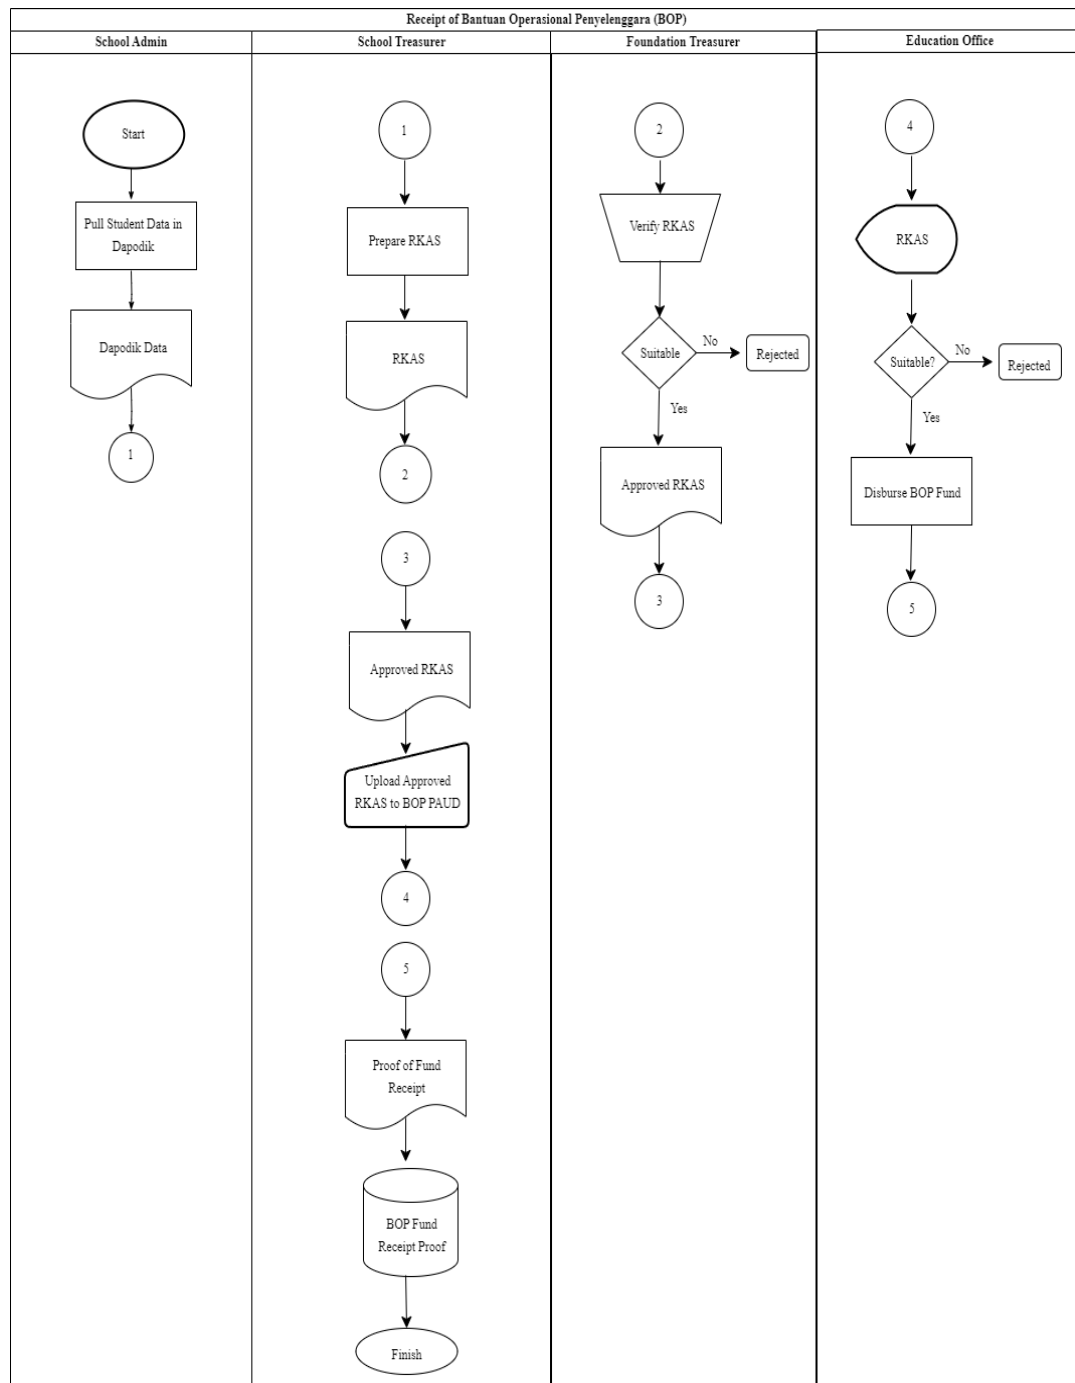 Receipt of Bantuan Operasional Penyelenggara (BOP)
School Admin
School Treasurer
Foundation Treasurer
Education Office
Start
Pull Student Data in
Dapodik
Dapodik Data
1
1
Prepare RKAS
RKAS
2
3
Approved RKAS
Upload Approved
RKAS to BOP PAUD
4
5
Proof of Fund
Receipt
BOP Fund
Receipt Proof
Finish
2
Verify RKAS
Suitable
No
Rejected
Yes
Approved RKAS
3
4
RKAS
Suitable?
No
Rejected
Yes
Disburse BOP Fund
5